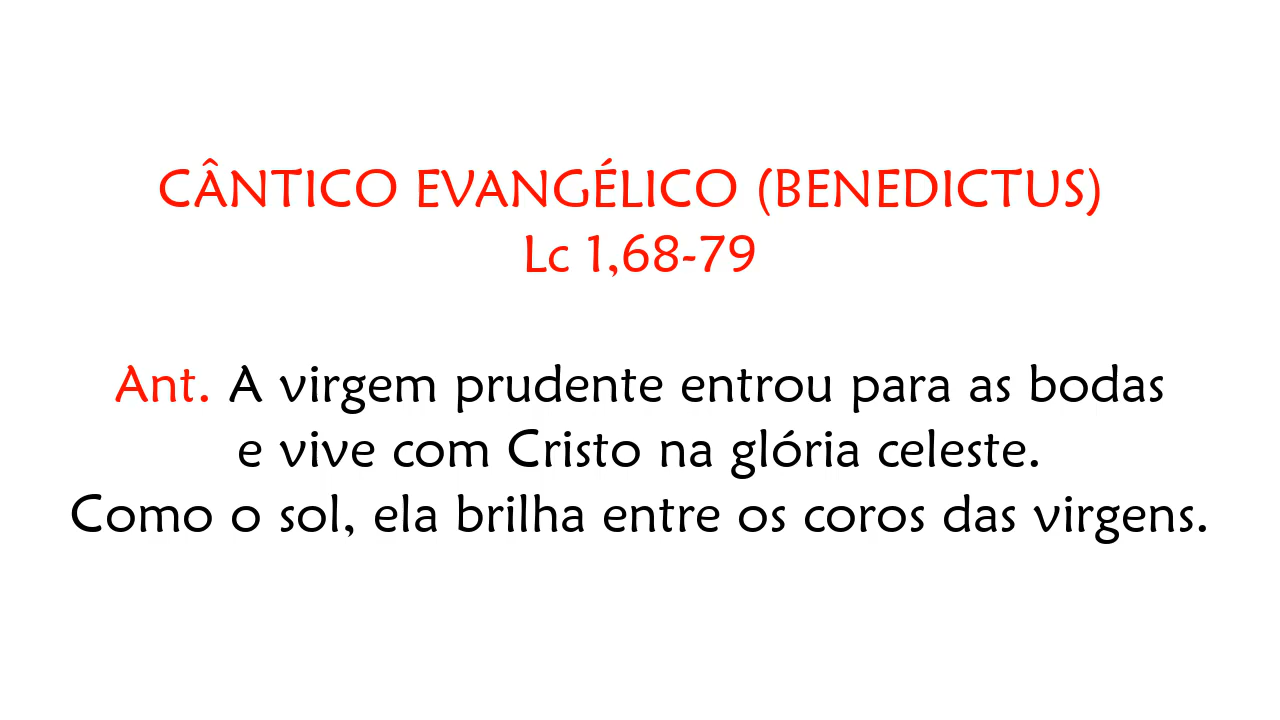 CÂNTICO EVANGÉLICO (BENEDICTUS)
Lc 1,68-79
Ant. A virgem prudente entrou para as bodas
e vive com Cristo na glória celeste.
Como o sol, ela brilha entre os coros das virgens.